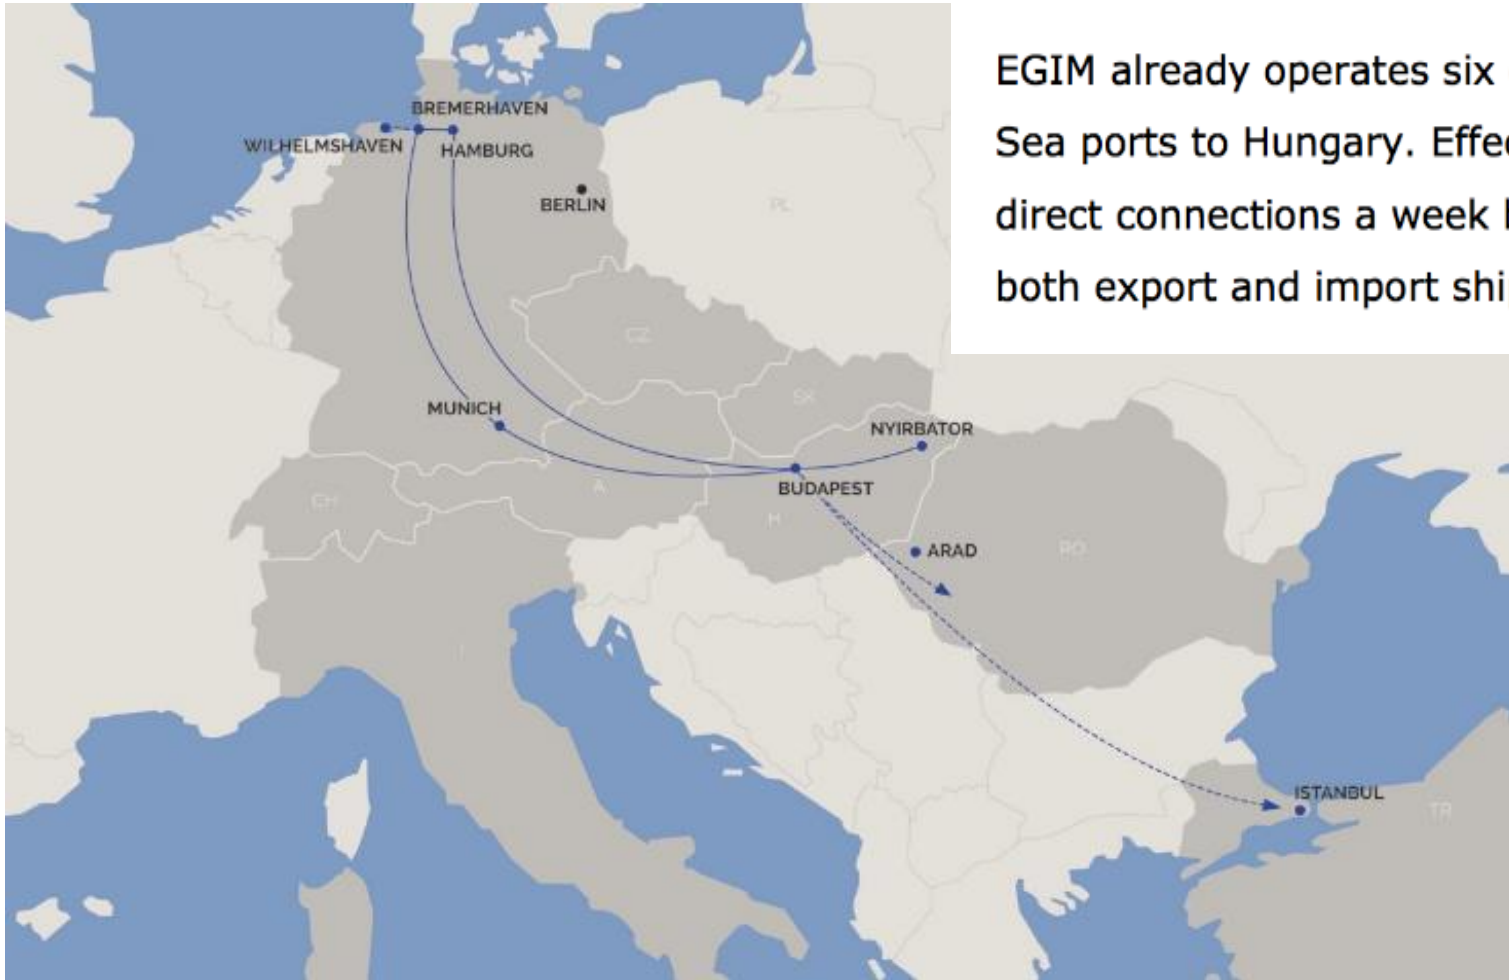 EGIM already operates six
Sea ports to Hungary. Effe
direct connections a week
both export and import shi
BREMERHAVEN
WILHELMSHAVEN
HAMBURG
BERLIN
PL
CZ
MUNICH
SK
NYIRBATOR
BUDAPEST
CH
A
H
ARAD
RO
I
ISTANBUL
TR